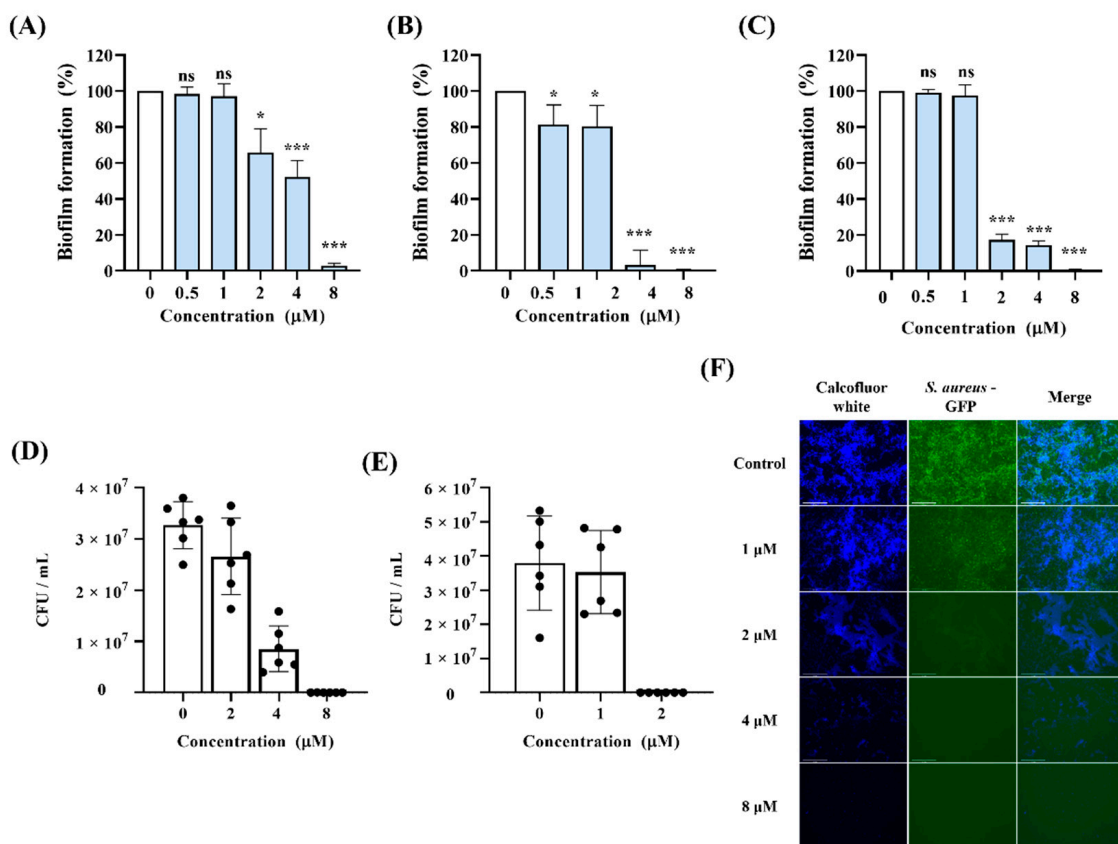 (A)
Biofilm formation (%)
120
100
80
60
40
20
0
ns
ns
*
***
***
0 0.5 1 2 4 8
Concentration (μM)
(B)
Biofilm formation (%)
120
100
80
60
40
20
0
*
*
***
***
0 0.5 1 2 4 8
Concentration (μM)
(C)
Biofilm formation (%)
120
100
80
60
40
20
0
ns
ns
***
***
***
0 0.5 1 2 4 8
Concentration (μM)
(D)
CFU / mL
4 × 10⁷
3 × 10⁷
2 × 10⁷
1 × 10⁷
0
0 2 4 8
Concentration (μM)
(E)
CFU / mL
6 × 10⁷
5 × 10⁷
4 × 10⁷
3 × 10⁷
2 × 10⁷
1 × 10⁷
0
0 1 2
Concentration (μM)
(F)
Calcofluor
white
S. aureus -
GFP
Merge
Control
1 μM
2 μM
4 μM
8 μM